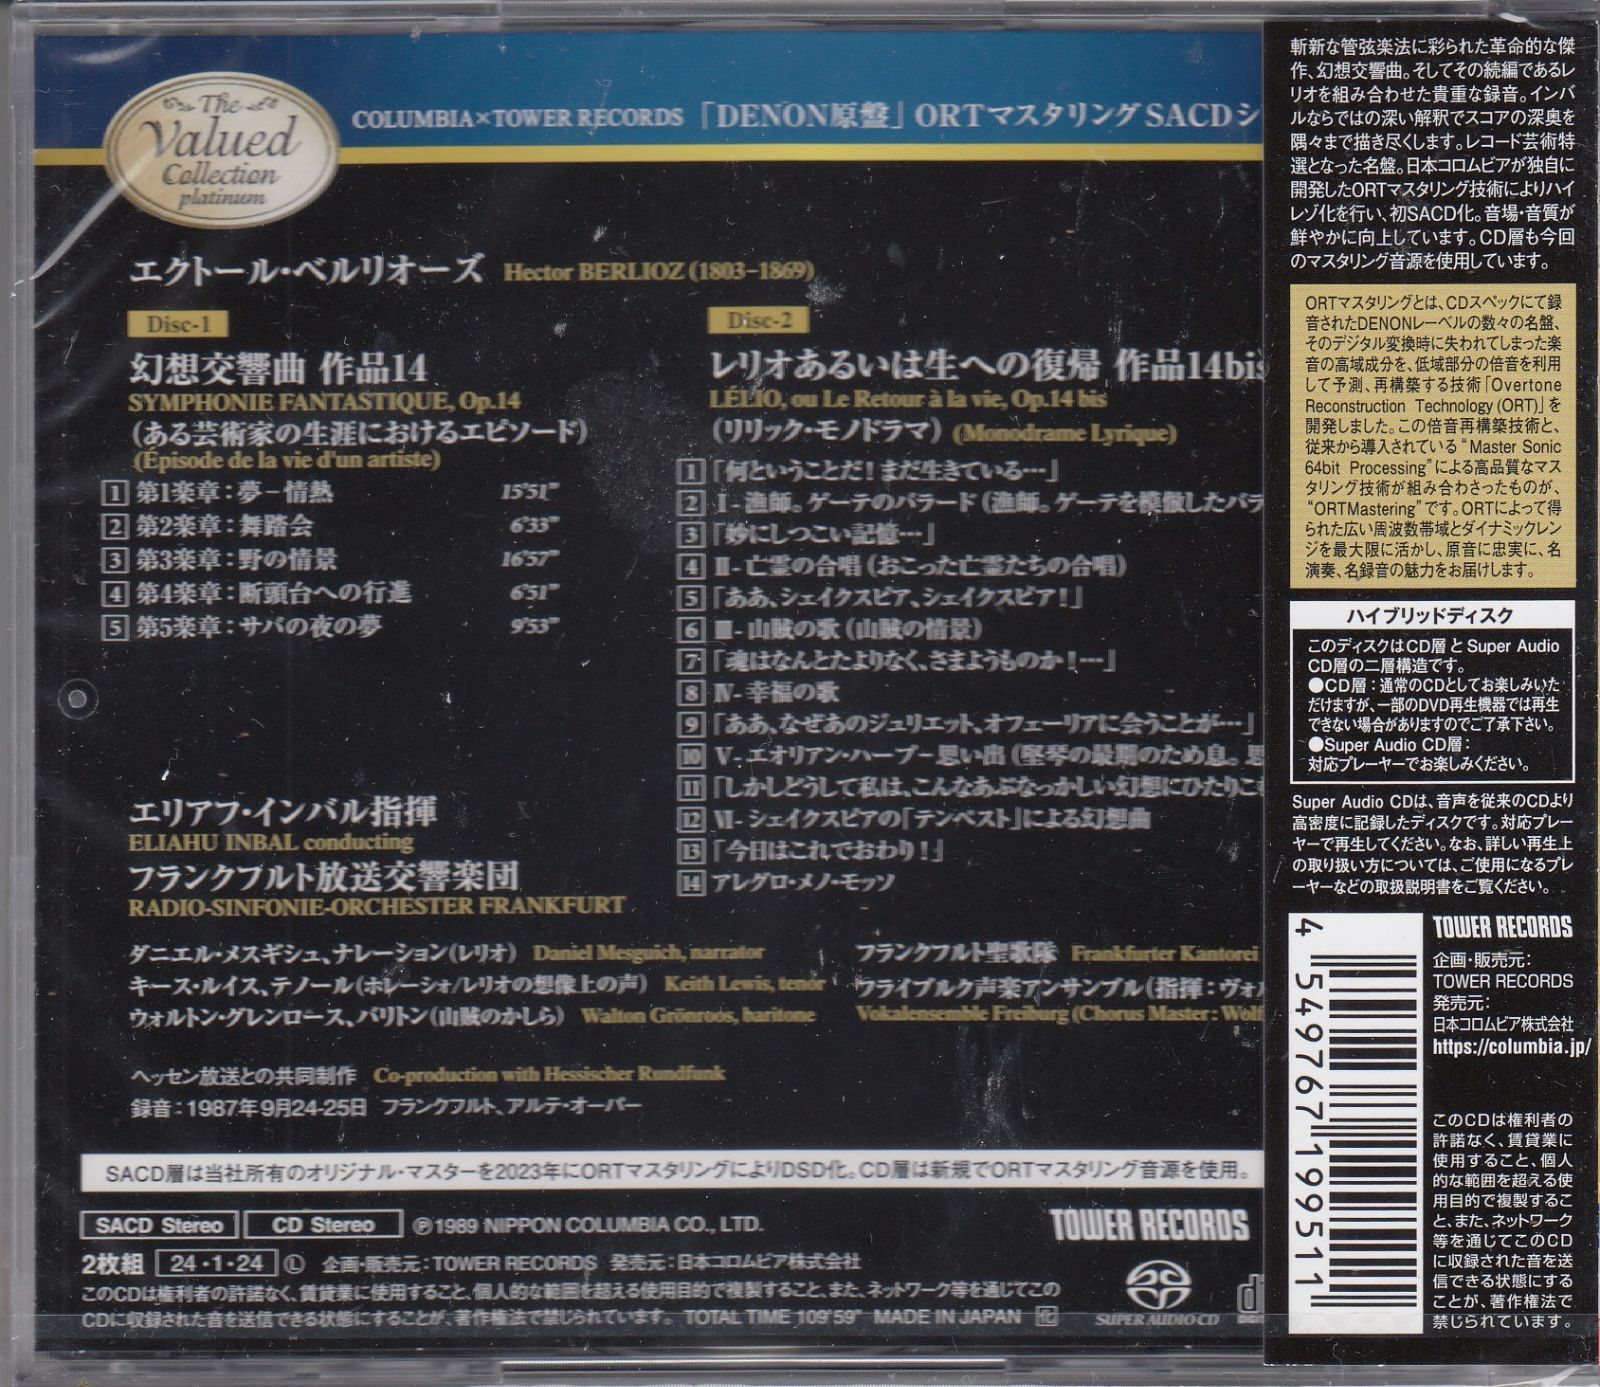 The
Valued
Collection
platinum
COLUMBIA×TOWER RECORDS 「DENON原盤」ORTマスタリング SACDシ
エクトール・ベルリオーズ Hector BERLIOZ (1803-1869)
Disc-1
幻想交響曲 作品14
SYMPHONIE FANTASTIQUE, Op.14
(ある芸術家の生涯におけるエピソード)
(Épisode de la vie d'un artiste)
1 第1楽章：夢－情熱 15'51"
2 第2楽章：舞踏会 6'33"
3 第3楽章：野の情景 16'57"
4 第4楽章：断頭台への行進 6'51"
5 第5楽章：サバの夜の夢 9'53"
Disc-2
レリオあるいは生への復帰 作品14bis
LÉLIO, ou Le Retour à la vie, Op.14 bis
(リリック・モノドラマ) (Monodrame Lyrique)
1 「何ということだ！まだ生きている…」
2 I - 漁師。ゲーテのバラード (漁師。ゲーテを模倣したバラ
3 「妙にしつこい記憶…」
4 II - 亡霊の合唱 (おこった亡霊たちの合唱)
5 「ああ、シェイクスピア、シェイクスピア！」
6 III - 山賊の歌 (山賊の情景)
7 「魂はなんとたよりなく、さまようものか！…」
8 IV - 幸福の歌
9 「ああ、なぜあのジュリエット、オフェーリアに会うことが…」
10 V - エオリアン・ハープ－思い出 (竪琴の最期のため息。思
11 「しかしどうして私は、こんなあぶなっかしい幻想にひたりこ
12 VI - シェイクスピアの「テンペスト」による幻想曲
13 「今日はこれでおわり！」
14 アレグロ・メノ・モッソ
エリアフ・インバル指揮
ELIAHU INBAL conducting
フランクフルト放送交響楽団
RADIO-SINFONIE-ORCHESTER FRANKFURT
ダニエル・メスギシュ、ナレーション(レリオ) Daniel Mesguich, narrator
キース・ルイス、テノール(ホレーショ/レリオの想像上の声) Keith Lewis, tenor
ウォルトン・グレンロース、バリトン(山賊のかしら) Walton Grönroos, baritone
フランクフルト聖歌隊 Frankfurter Kantorei
フライブルク声楽アンサンブル(指揮：ヴォル
Vokalensemble Freiburg (Chorus Master: Wolf
ヘッセン放送との共同制作 Co-production with Hessischer Rundfunk
録音：1987年9月24-25日 フランクフルト、アルテ・オーパー
SACD層は当社所有のオリジナル・マスターを2023年にORTマスタリングによりDSD化。CD層は新規でORTマスタリング音源を使用。
SACD Stereo CD Stereo ℗1989 NIPPON COLUMBIA CO., LTD.
2枚組 24・1・24 Ⓛ 企画・販売元：TOWER RECORDS 発売元：日本コロムビア株式会社
このCDは権利者の許諾なく、賃貸業に使用すること、個人的な範囲を超える使用目的で複製すること、また、ネットワーク等を通じてこの
CDに収録された音を送信できる状態にすることが、著作権法で禁じられています。 TOTAL TIME 109'59" MADE IN JAPAN
TOWER RECORDS
SUPER AUDIO CD
斬新な管弦楽法に彩られた革命的な傑
作、幻想交響曲。そしてその続編であるレ
リオを組み合わせた貴重な録音。インバ
ルならではの深い解釈でスコアの深奥を
隅々まで描き尽くします。レコード芸術特
選となった名盤。日本コロムビアが独自に
開発したORTマスタリング技術によりハイ
レゾ化を行い、初SACD化。音場・音質が
鮮やかに向上しています。CD層も今回
のマスタリング音源を使用しています。
ORTマスタリングとは、CDスペックにて録
音されたDENONレーベルの数々の名盤、
そのデジタル変換時に失われてしまった楽
音の高域成分を、低域部分の倍音を利用
して予測、再構築する技術「Overtone
Reconstruction Technology (ORT)」を
開発しました。この倍音再構築技術と、
従来から導入されている“Master Sonic
64bit Processing”による高品質なマス
タリング技術が組み合わさったものが、
“ORTMastering”です。ORTによって得
られた広い周波数帯域とダイナミックレン
ジを最大限に活かし、原音に忠実に、名
演奏、名録音の魅力をお届けします。
ハイブリッドディスク
このディスクはCD層とSuper Audio
CD層の二層構造です。
●CD層：通常のCDとしてお楽しみいた
だけますが、一部のDVD再生機器では再生
できない場合がありますのでご了承下さい。
●Super Audio CD層：
対応プレーヤーでお楽しみください。
Super Audio CDは、音声を従来のCDより
高密度に記録したディスクです。対応プレー
ヤーで再生してください。なお、詳しい再生上
の取り扱い方については、ご使用になるプレ
ーヤーなどの取扱説明書をご覧ください。
4 549767 199511
TOWER RECORDS
企画・販売元：
TOWER RECORDS
発売元：
日本コロムビア株式会社
https://columbia.jp/
このCDは権利者の
許諾なく、賃貸業に
使用すること、個人
的な範囲を超える使
用目的で複製するこ
と、また、ネットワーク
等を通じてこのCD
に収録された音を送
信できる状態にする
ことが、著作権法で
禁じられています。